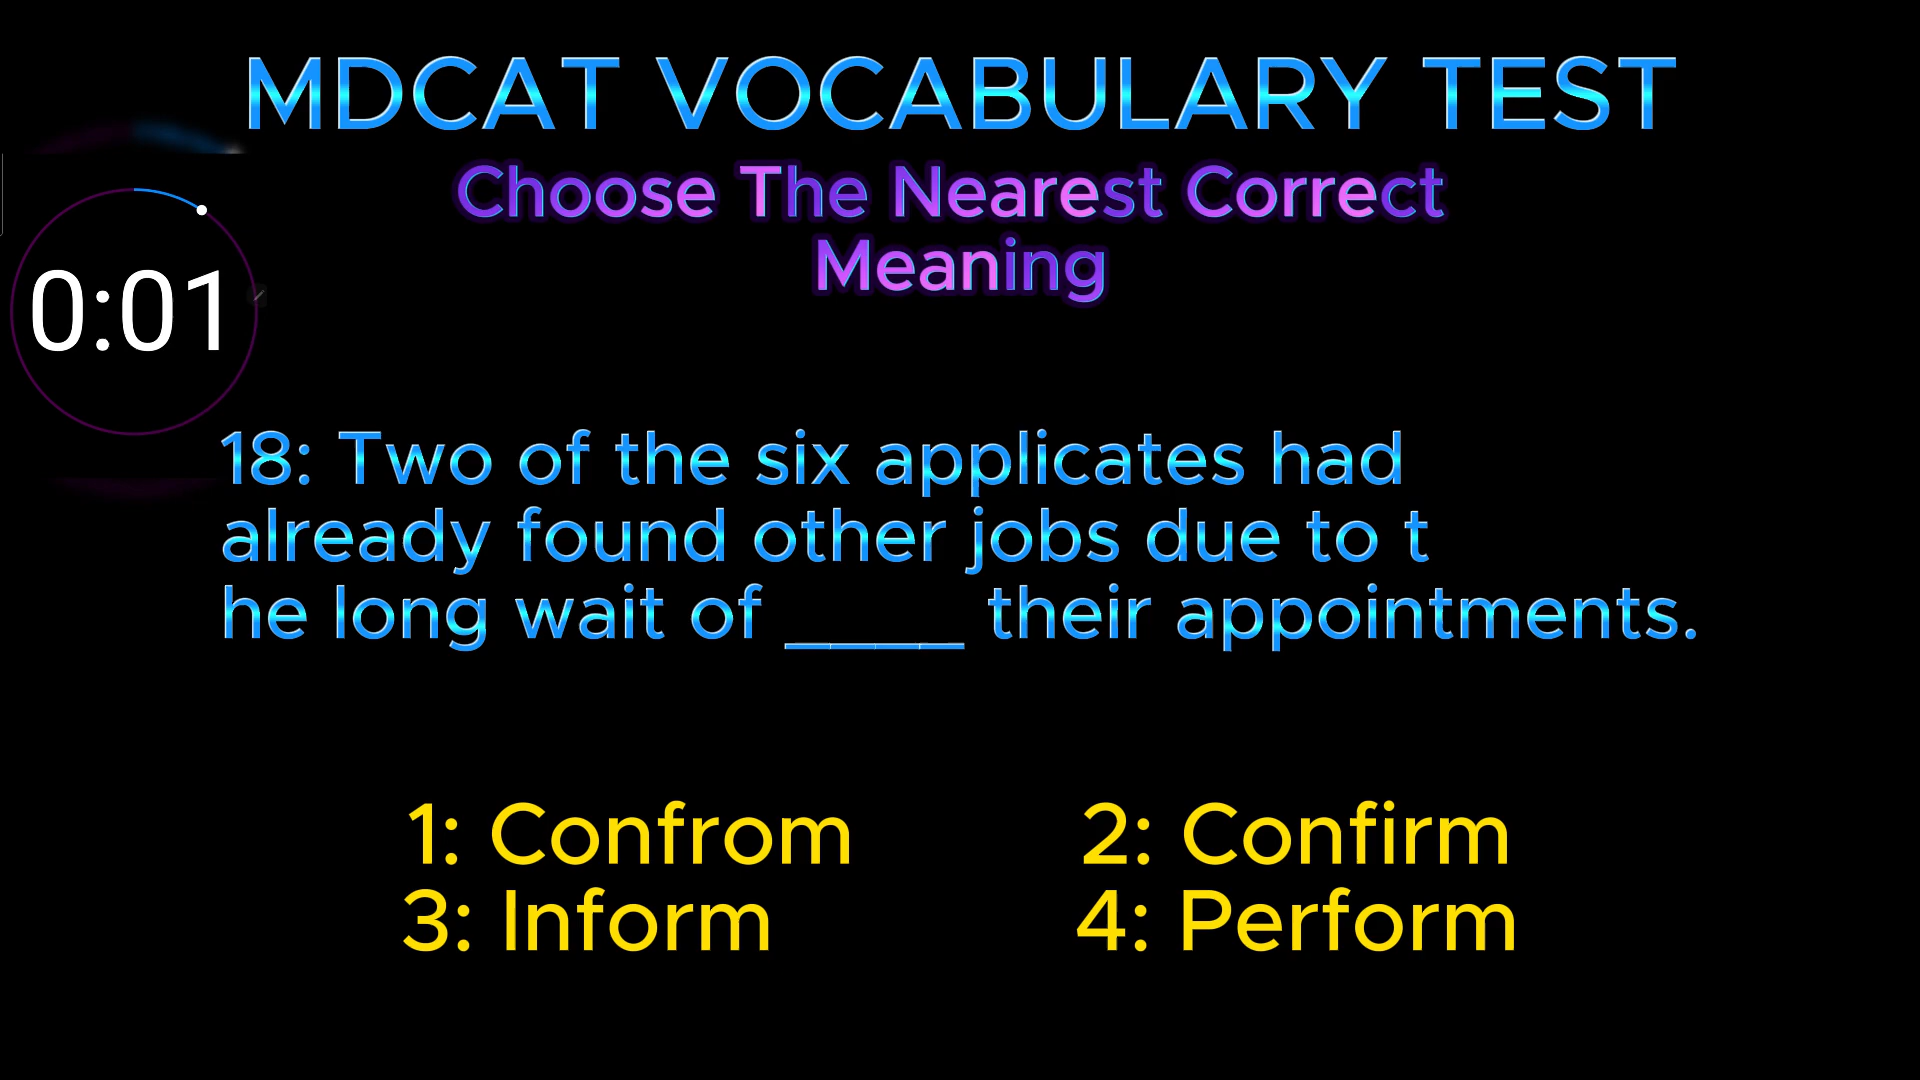 MDCAT VOCABULARY TEST
Choose The Nearest Correct
Meaning
0:01
18: Two of the six applicates had
already found other jobs due to t
he long wait of ____ their appointments.
1: Confrom
2: Confirm
3: Inform
4: Perform